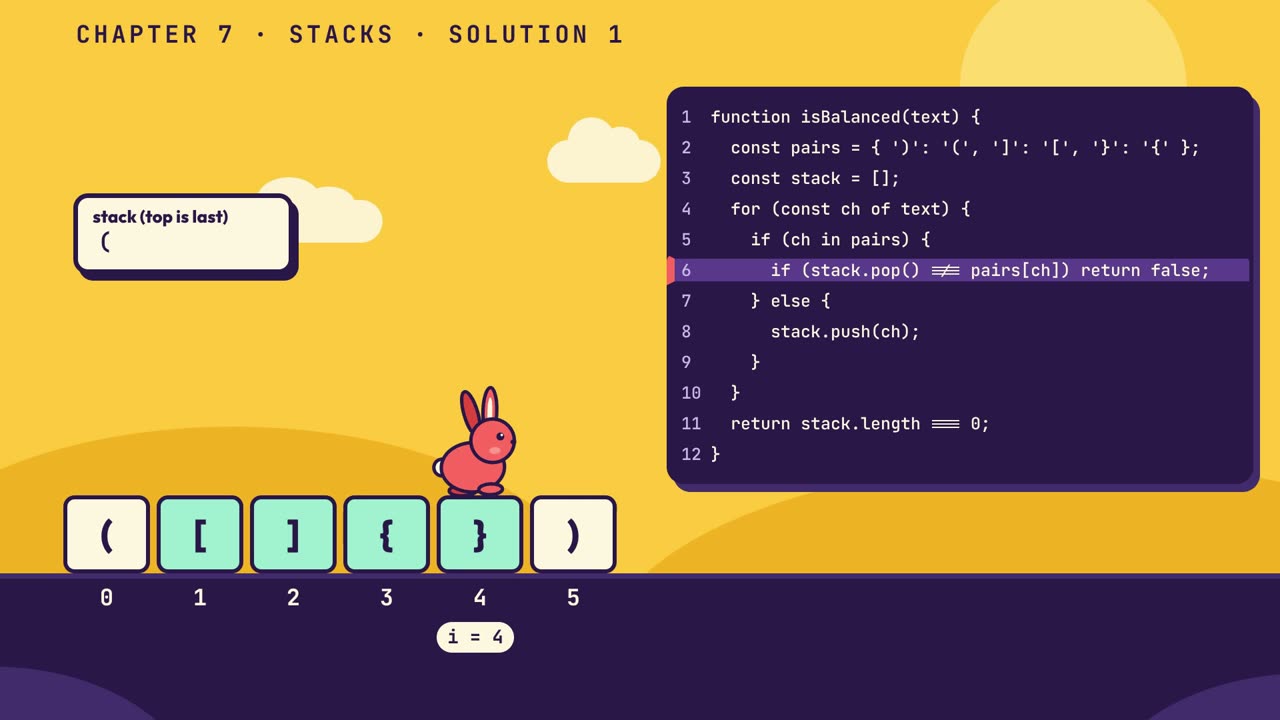 CHAPTER 7 · STACKS · SOLUTION 1
stack (top is last)
(
1 function isBalanced(text) {
2   const pairs = { ')': '(', ']': '[', '}': '{' };
3   const stack = [];
4   for (const ch of text) {
5     if (ch in pairs) {
6       if (stack.pop() !== pairs[ch]) return false;
7     } else {
8       stack.push(ch);
9     }
10   }
11   return stack.length === 0;
12 }
( [ ] { } )
0 1 2 3 4 5
i = 4